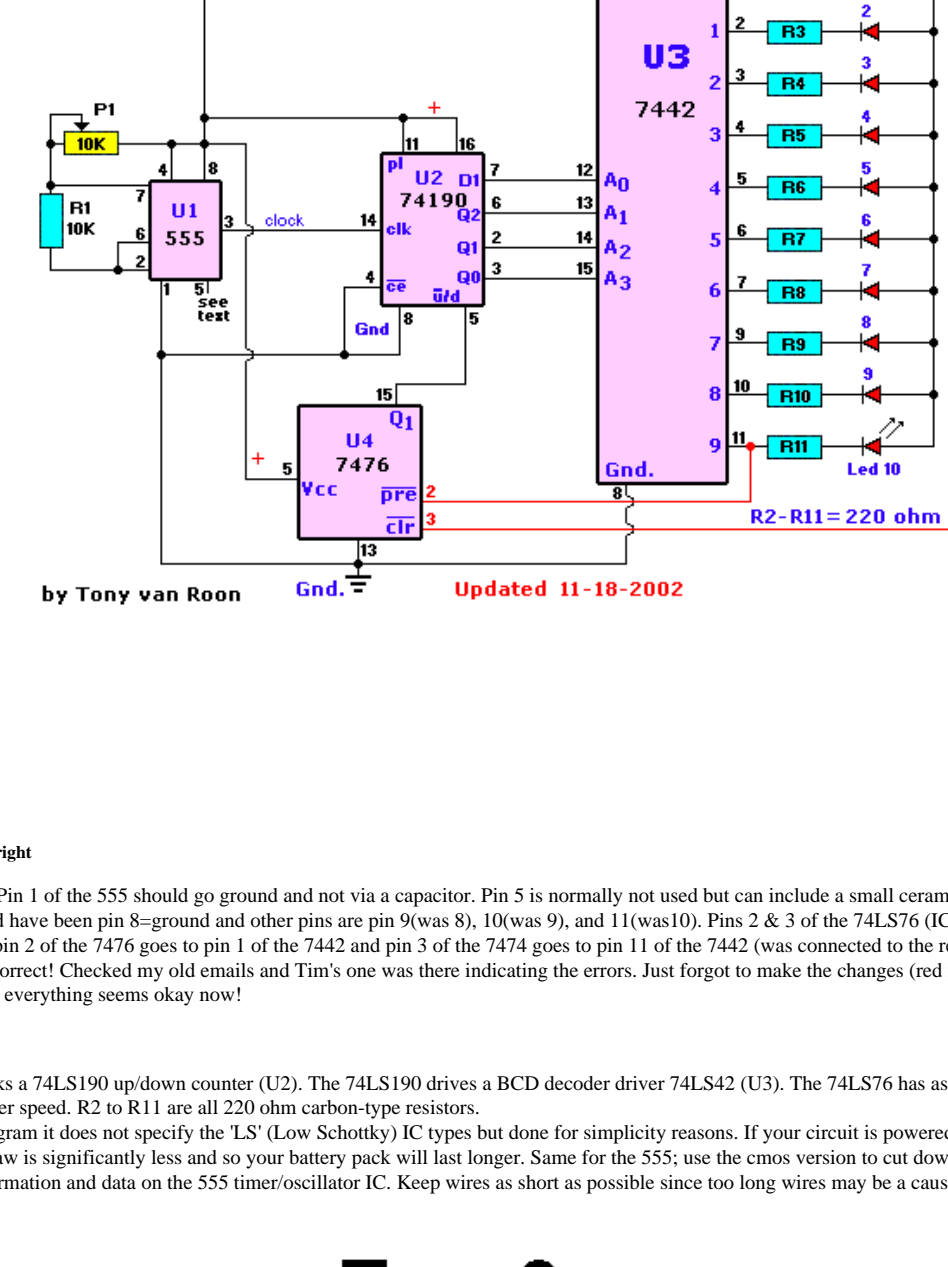 2
1 2 R3
U3
3
2 3 R4
7442
P1
+
4
10K
11 16
3 4 R5
4 8
pl
U2 D1 7 12 A0
5
7
74190
4 5 R6
R1
10K
U1
555
3 clock 14 clk
Q2 6 13 A1
6
6
Q1 2 14 A2
5 6 R7
2
4 ce
Q0 3 15 A3
7
1 5
see
text
u/d
6 7 R8
Gnd 8 5
8
7 9 R9
9
15
8 10 R10
Q1
U4
7476
9 11 R11
+ 5 Vcc
Led 10
Gnd.
pre 2
8
clr 3
R2-R11=220 ohm
13
by Tony van Roon Gnd. Updated 11-18-2002
right
Pin 1 of the 555 should go ground and not via a capacitor. Pin 5 is normally not used but can include a small ceram
d have been pin 8=ground and other pins are pin 9(was 8), 10(was 9), and 11(was10). Pins 2 & 3 of the 74LS76 (IC
pin 2 of the 7476 goes to pin 1 of the 7442 and pin 3 of the 7474 goes to pin 11 of the 7442 (was connected to the re
orrect! Checked my old emails and Tim's one was there indicating the errors. Just forgot to make the changes (red
everything seems okay now!
ks a 74LS190 up/down counter (U2). The 74LS190 drives a BCD decoder driver 74LS42 (U3). The 74LS76 has as
er speed. R2 to R11 are all 220 ohm carbon-type resistors.
gram it does not specify the 'LS' (Low Schottky) IC types but done for simplicity reasons. If your circuit is powered
aw is significantly less and so your battery pack will last longer. Same for the 555; use the cmos version to cut dow
rmation and data on the 555 timer/oscillator IC. Keep wires as short as possible since too long wires may be a caus